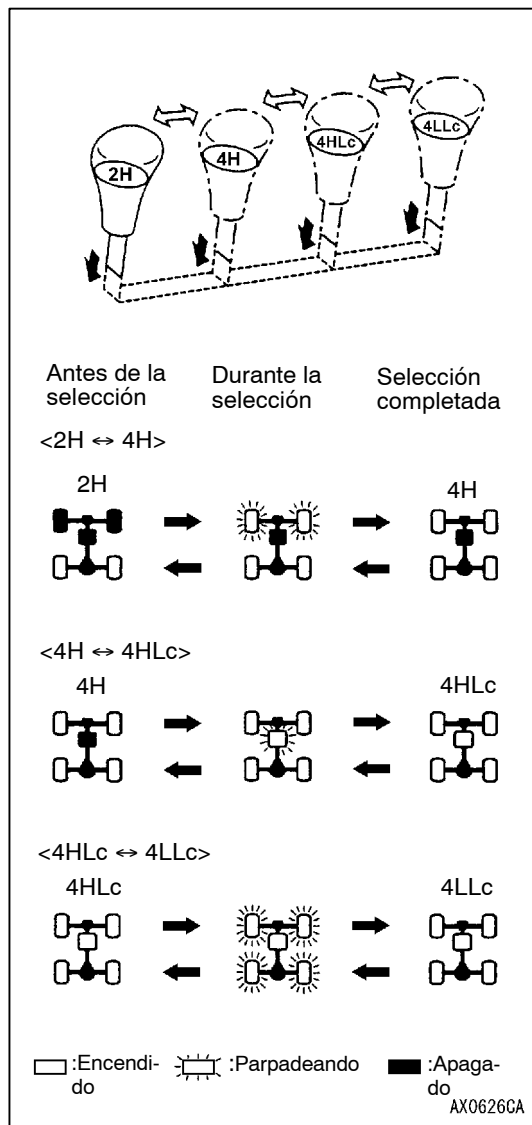 2H
4H
4HLc
4LLc
Antes de la selección
Durante la selección
Selección completada
<2H ↔ 4H>
2H
4H
<4H ↔ 4HLc>
4H
4HLc
<4HLc ↔ 4LLc>
4HLc
4LLc
:Encendi-
do
:Parpadeando
:Apaga-
do
AX0626CA